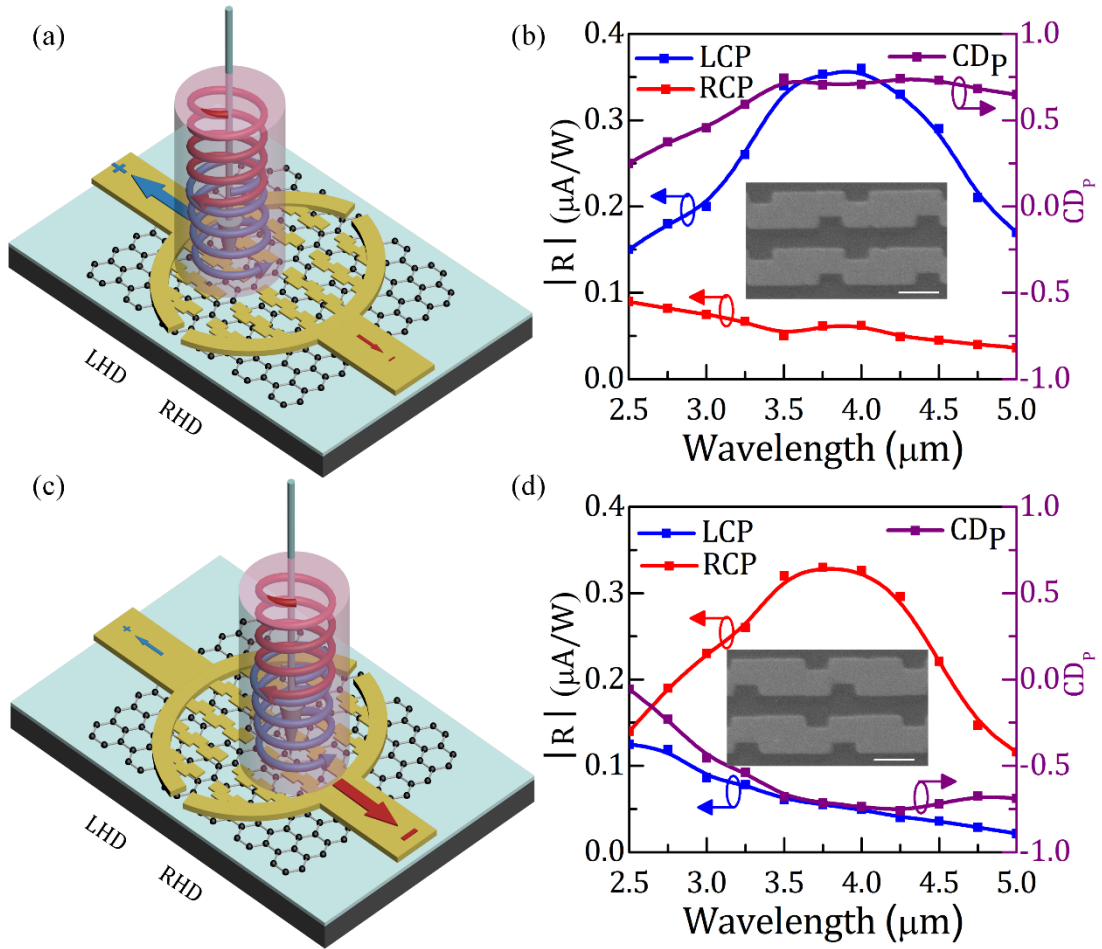 (a)
+
-
LHD
RHD
(b)
LCP
RCP
CDP
|R| (μA/W)
0.4
0.3
0.2
0.1
0.0
1.0
0.5
0.0
-0.5
-1.0
CDP
2.5 3.0 3.5 4.0 4.5 5.0
Wavelength (μm)
(c)
+
-
LHD
RHD
(d)
LCP
RCP
CDP
|R| (μA/W)
0.4
0.3
0.2
0.1
0.0
1.0
0.5
0.0
-0.5
-1.0
CDP
2.5 3.0 3.5 4.0 4.5 5.0
Wavelength (μm)